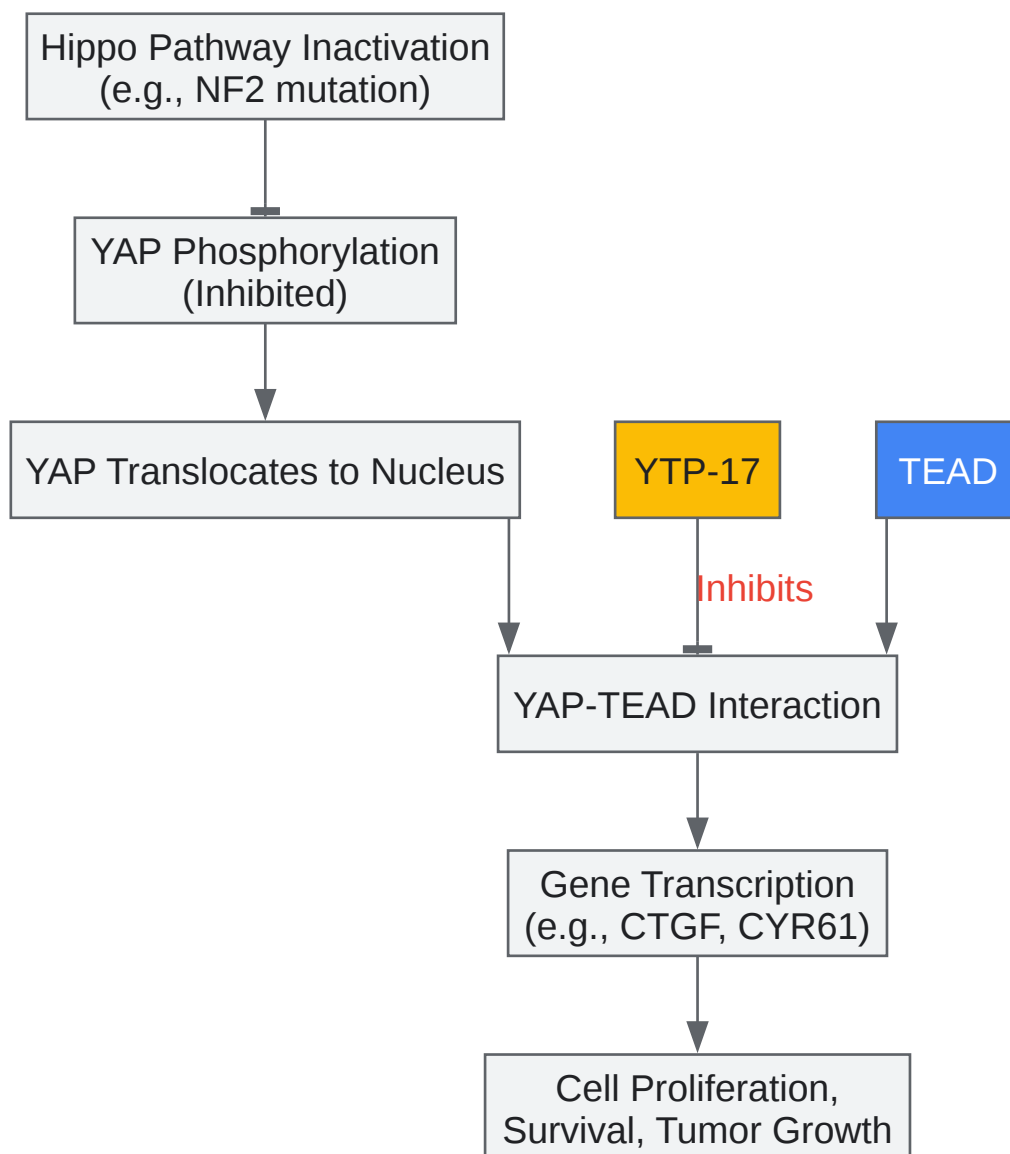 Hippo Pathway Inactivation
(e.g., NF2 mutation)
YAP Phosphorylation
(Inhibited)
YAP Translocates to Nucleus
YTP-17
TEAD
Inhibits
YAP-TEAD Interaction
Gene Transcription
(e.g., CTGF, CYR61)
Cell Proliferation,
Survival, Tumor Growth